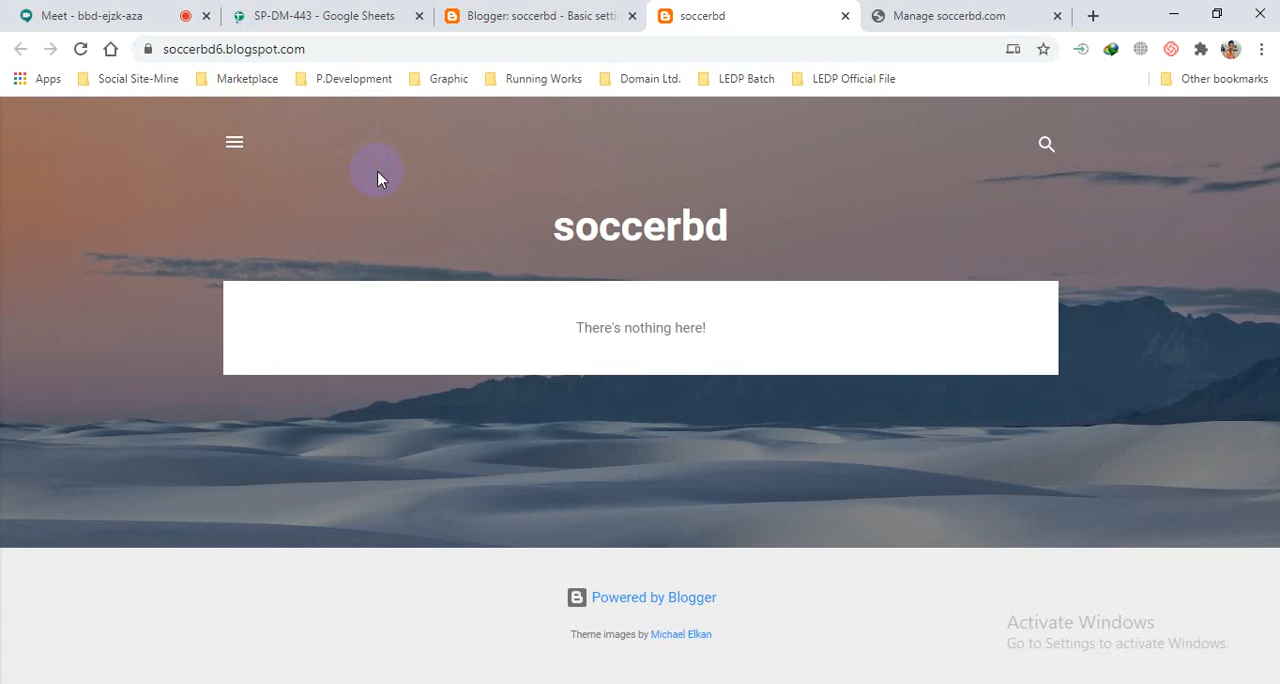 Meet - bbd-ejzk-aza
SP-DM-443 - Google Sheets
Blogger: soccerbd - Basic setti
soccerbd
Manage soccerbd.com
soccerbd6.blogspot.com
Apps
Social Site-Mine
Marketplace
P.Development
Graphic
Running Works
Domain Ltd.
LEDP Batch
LEDP Official File
Other bookmarks
soccerbd
There's nothing here!
Powered by Blogger
Theme images by Michael Elkan
Activate Windows
Go to Settings to activate Windows.